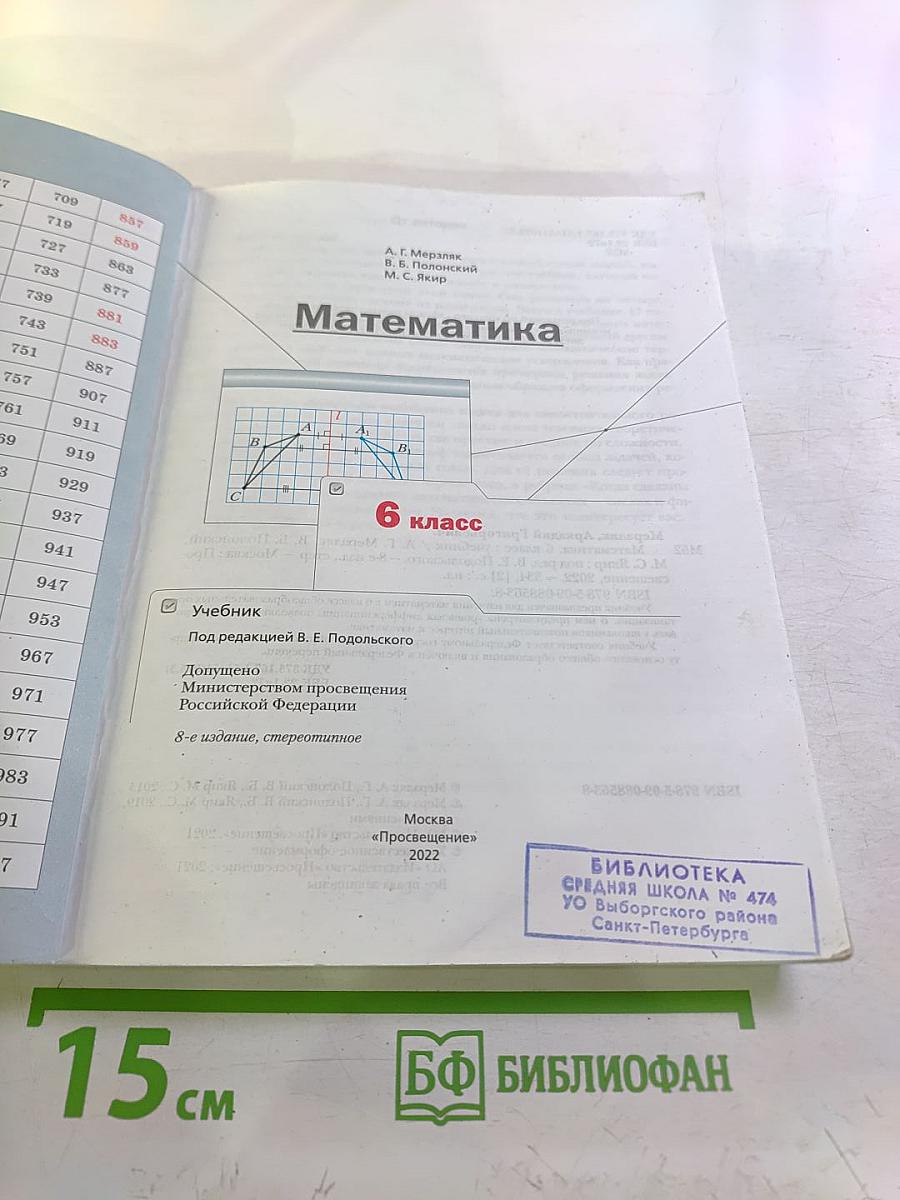 709 857
719 859
727 863
733 877
739 881
743 883
751 887
757 907
761 911
919
929
937
941
947
953
967
971
977
983
А. Г. Мерзляк
В. Б. Полонский
М. С. Якир
Математика
l
A A₁
B B₁
C
6 класс
Учебник
Под редакцией В. Е. Подольского
Допущено
Министерством просвещения
Российской Федерации
8-е издание, стереотипное
Москва
«Просвещение»
2022
БИБЛИОТЕКА
СРЕДНЯЯ ШКОЛА № 474
УО Выборгского района
Санкт-Петербурга
15 см
БФ БИБЛИОФАН